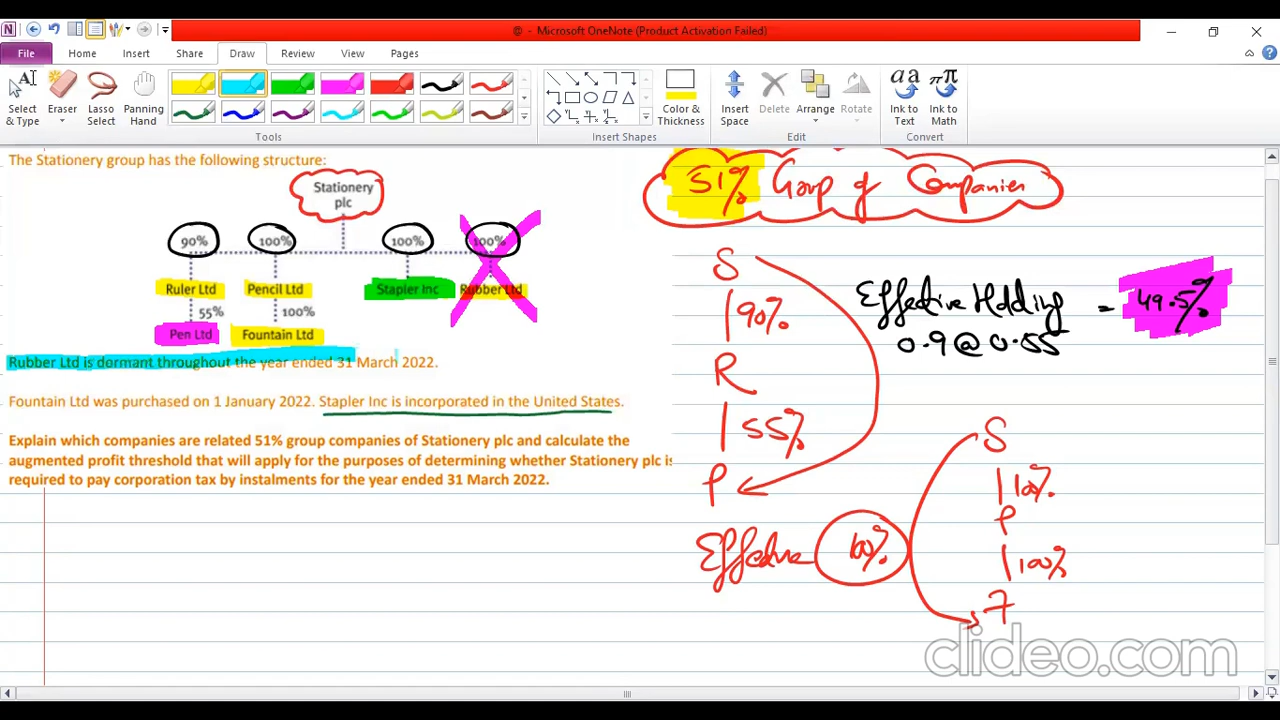 @ - Microsoft OneNote (Product Activation Failed)
File Home Insert Share Draw Review View Pages
Select & Type
Eraser
Lasso Select
Panning Hand
Color & Thickness
Insert Space
Delete
Arrange
Rotate
Ink to Text
Ink to Math
Tools
Insert Shapes
Edit
Convert
The Stationery group has the following structure:
Stationery plc
90% 100% 100% 100%
Ruler Ltd Pencil Ltd Stapler Inc Rubber Ltd
55% 100%
Pen Ltd Fountain Ltd
Rubber Ltd is dormant throughout the year ended 31 March 2022.
Fountain Ltd was purchased on 1 January 2022. Stapler Inc is incorporated in the United States.
Explain which companies are related 51% group companies of Stationery plc and calculate the
augmented profit threshold that will apply for the purposes of determining whether Stationery plc is
required to pay corporation tax by instalments for the year ended 31 March 2022.
51% Group of Companies
S
90%
R
55%
P
Effective Holding = 49.5%
0.9 @ 0.55
Effective 100%
S
100%
P
100%
F
clideo.com